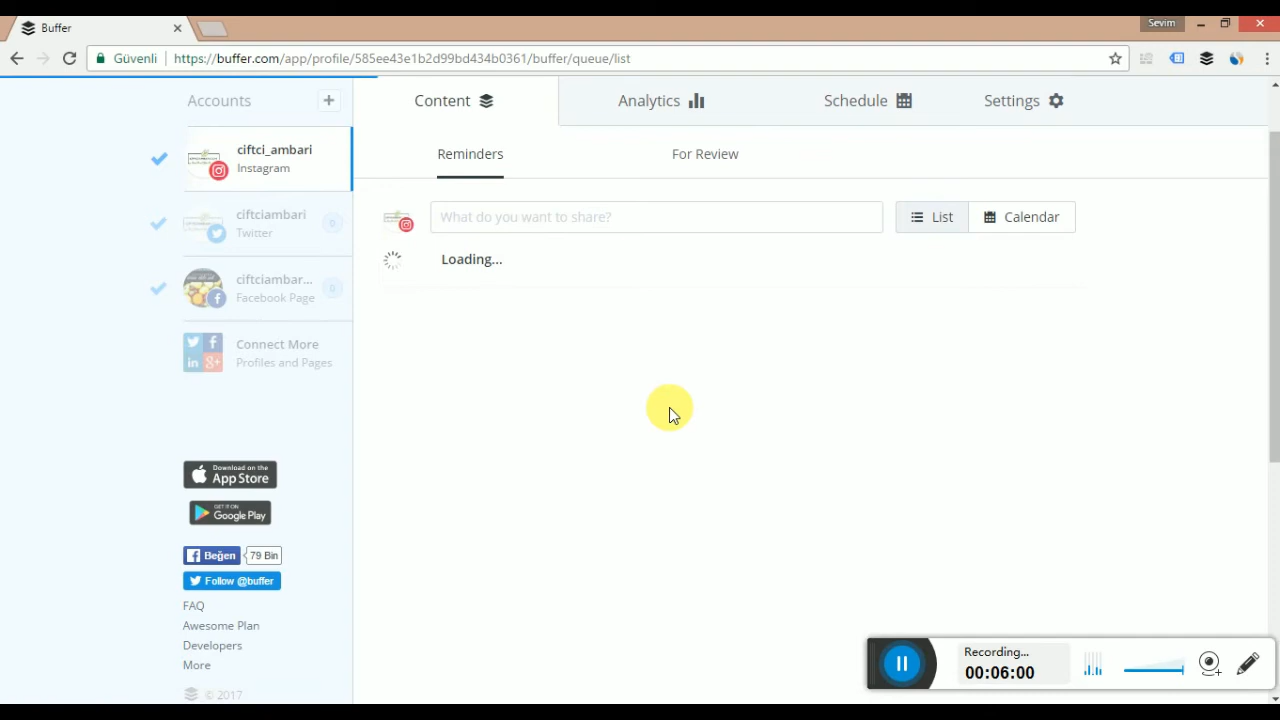 Buffer
Sevim
Güvenli
https://buffer.com/app/profile/585ee43e1b2d99bd434b0361/buffer/queue/list
Accounts
Content
Analytics
Schedule
Settings
ciftci_ambari
Instagram
Reminders
For Review
ciftciambari
Twitter
0
What do you want to share?
List
Calendar
Loading...
ciftciambar...
Facebook Page
0
Connect More
Profiles and Pages
Download on the
App Store
GET IT ON
Google Play
Beğen
79 Bin
Follow @buffer
FAQ
Awesome Plan
Developers
More
© 2017
Recording...
00:06:00